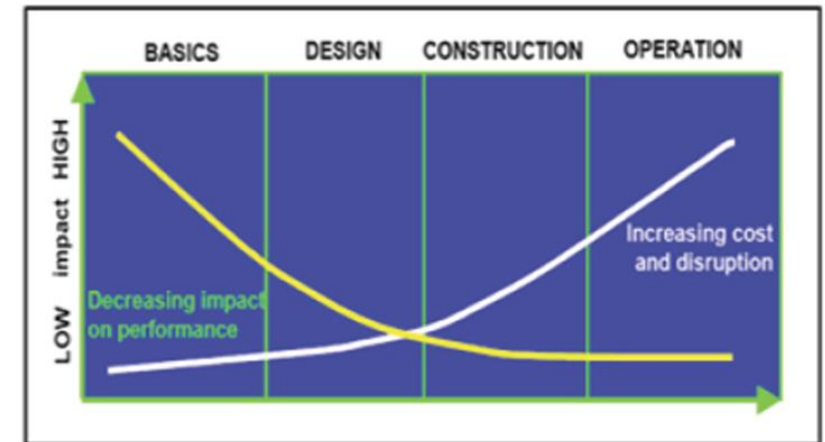 BASICS DESIGN CONSTRUCTION OPERATION
LOW impact HIGH
Increasing cost
and disruption
Decreasing impact
on performance